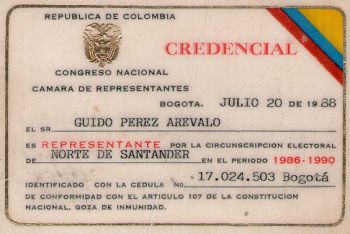 REPUBLICA DE COLOMBIA
CREDENCIAL
CONGRESO NACIONAL
CAMARA DE REPRESENTANTES
BOGOTA. JULIO 20 DE 1988
EL SR GUIDO PEREZ AREVALO
ES REPRESENTANTE POR LA CIRCUNSCRIPCION ELECTORAL
DE NORTE DE SANTANDER EN EL PERIODO 1986-1990
IDENTIFICADO CON LA CEDULA No. 17.024.503 Bogotá
DE CONFORMIDAD CON EL ARTICULO 107 DE LA CONSTITUCION
NACIONAL, GOZA DE INMUNIDAD.